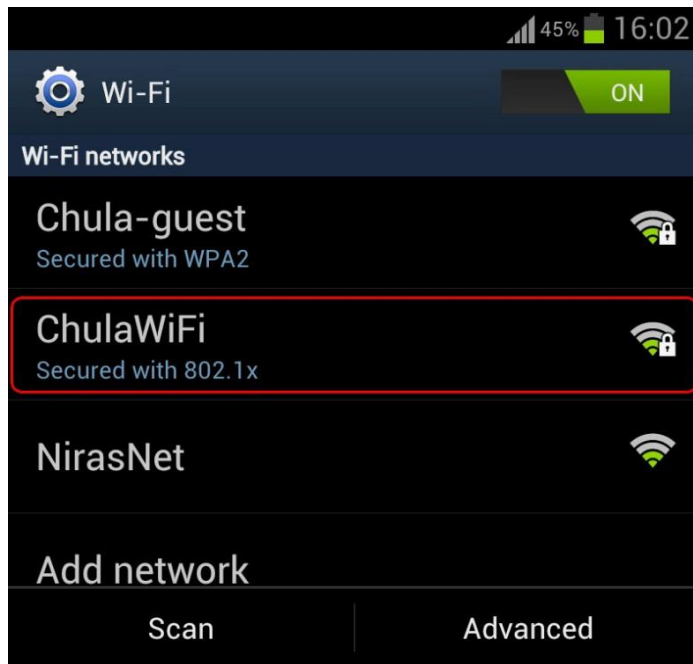 45% 16:02
Wi-Fi ON
Wi-Fi networks
Chula-guest
Secured with WPA2
ChulaWiFi
Secured with 802.1x
NirasNet
Add network
Scan Advanced